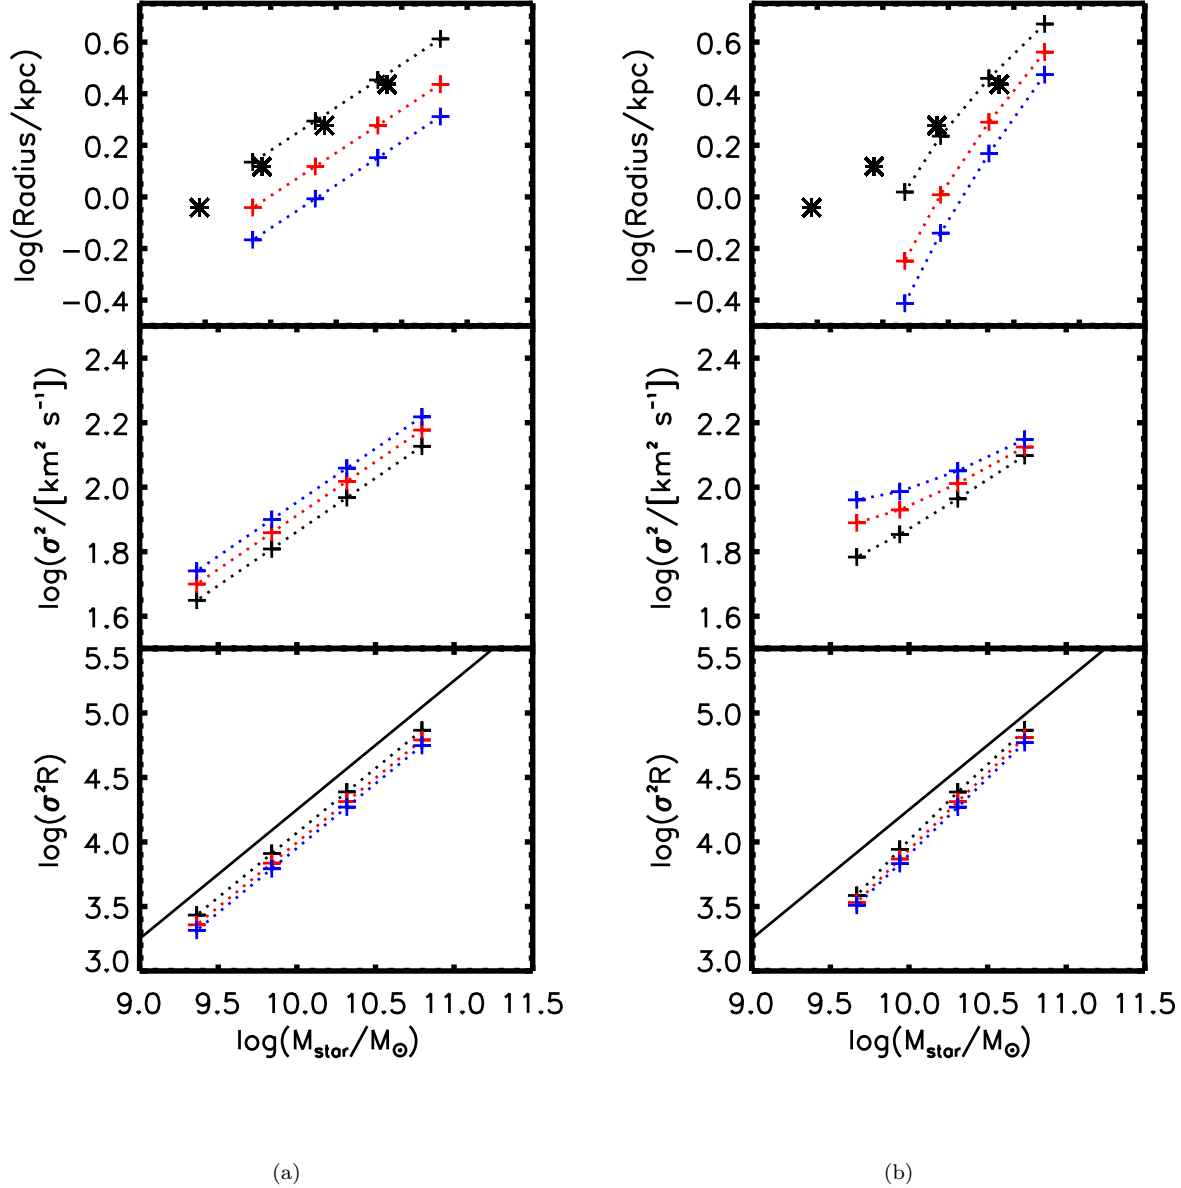 log(Radius/kpc)
0.6
0.4
0.2
0.0
−0.2
−0.4
log(σ²/[km² s⁻¹])
2.4
2.2
2.0
1.8
1.6
log(σ²R)
5.5
5.0
4.5
4.0
3.5
3.0
9.0 9.5 10.0 10.5 11.0 11.5
log(M_star/M_⊙)
(a)
log(Radius/kpc)
0.6
0.4
0.2
0.0
−0.2
−0.4
log(σ²/[km² s⁻¹])
2.4
2.2
2.0
1.8
1.6
log(σ²R)
5.5
5.0
4.5
4.0
3.5
3.0
9.0 9.5 10.0 10.5 11.0 11.5
log(M_star/M_⊙)
(b)